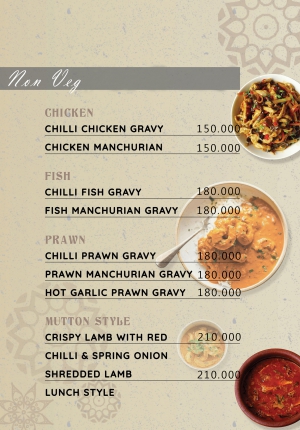 Non Veg
CHICKEN
CHILLI CHICKEN GRAVY 150.000
CHICKEN MANCHURIAN 150.000
FISH
CHILLI FISH GRAVY 180.000
FISH MANCHURIAN GRAVY 180.000
PRAWN
CHILLI PRAWN GRAVY 180.000
PRAWN MANCHURIAN GRAVY 180.000
HOT GARLIC PRAWN GRAVY 180.000
MUTTON STYLE
CRISPY LAMB WITH RED 210.000
CHILLI & SPRING ONION
SHREDDED LAMB 210.000
LUNCH STYLE